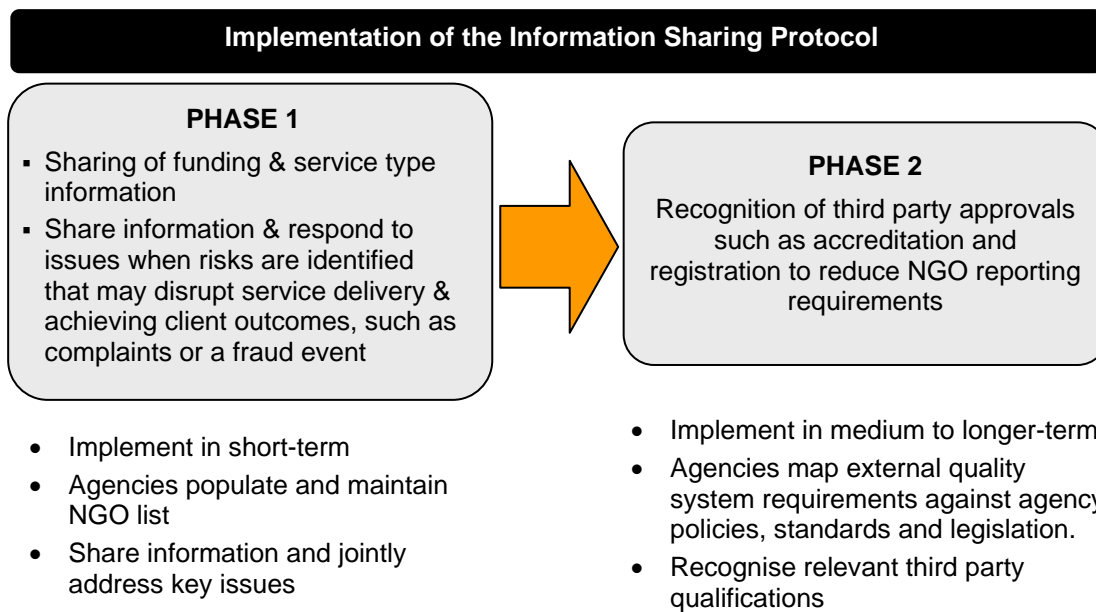 Implementation of the Information Sharing Protocol
PHASE 1
▪ Sharing of funding & service type
information
▪ Share information & respond to
issues when risks are identified
that may disrupt service delivery &
achieving client outcomes, such as
complaints or a fraud event
PHASE 2
Recognition of third party approvals
such as accreditation and
registration to reduce NGO reporting
requirements
• Implement in short-term
• Agencies populate and maintain
NGO list
• Share information and jointly
address key issues
• Implement in medium to longer-term
• Agencies map external quality
system requirements against agency
policies, standards and legislation.
• Recognise relevant third party
qualifications